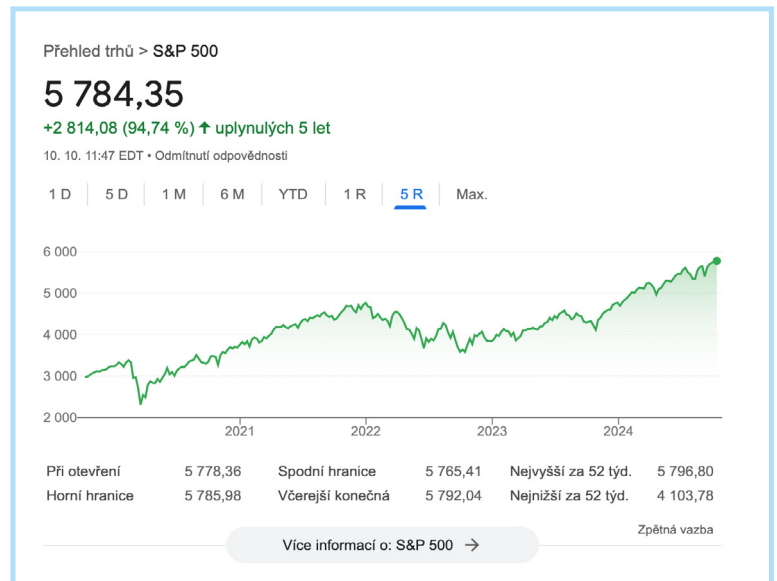 Přehled trhů > S&P 500
5 784,35
+2 814,08 (94,74 %) ↑ uplynulých 5 let
10. 10. 11:47 EDT • Odmítnutí odpovědnosti
1 D 5 D 1 M 6 M YTD 1 R 5 R Max.
6 000
5 000
4 000
3 000
2 000
2021 2022 2023 2024
Při otevření 5 778,36 Spodní hranice 5 765,41 Nejvyšší za 52 týd. 5 796,80
Horní hranice 5 785,98 Včerejší konečná 5 792,04 Nejnižší za 52 týd. 4 103,78
Zpětná vazba
Více informací o: S&P 500 →